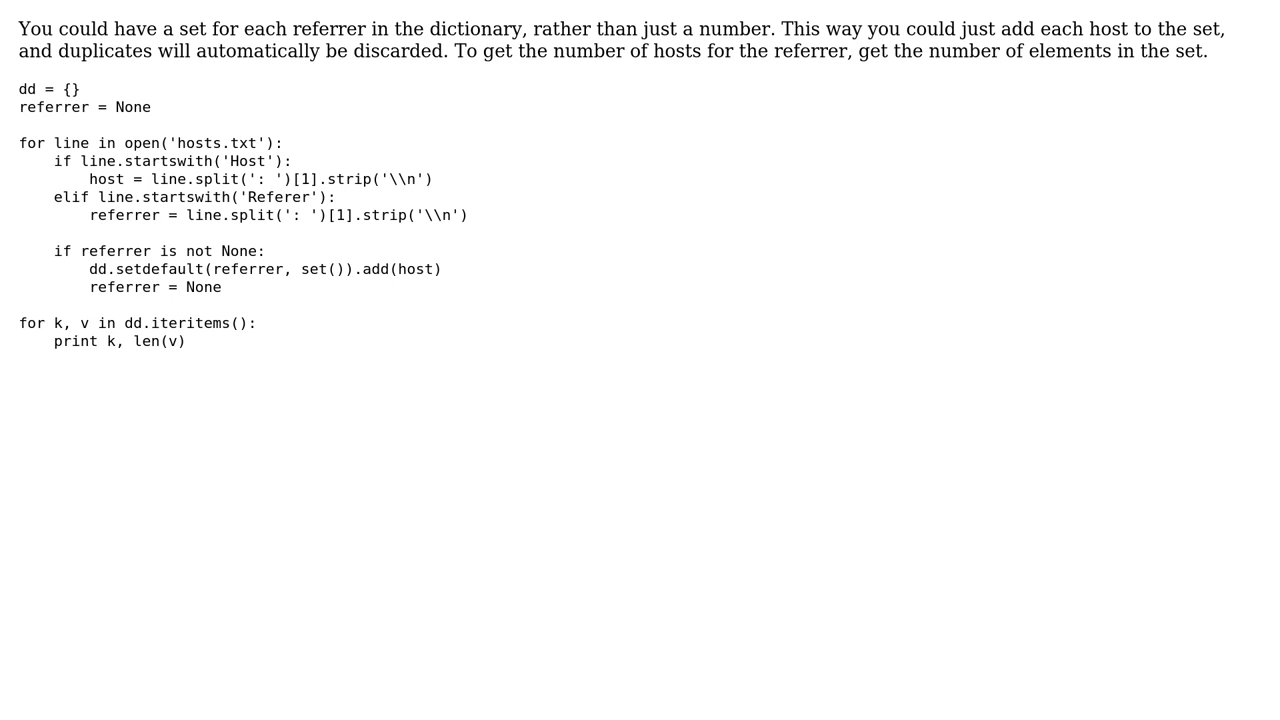 You could have a set for each referrer in the dictionary, rather than just a number. This way you could just add each host to the set,
and duplicates will automatically be discarded. To get the number of hosts for the referrer, get the number of elements in the set.

dd = {}
referrer = None

for line in open('hosts.txt'):
    if line.startswith('Host'):
        host = line.split(': ')[1].strip('\\n')
    elif line.startswith('Referer'):
        referrer = line.split(': ')[1].strip('\\n')

    if referrer is not None:
        dd.setdefault(referrer, set()).add(host)
        referrer = None

for k, v in dd.iteritems():
    print k, len(v)